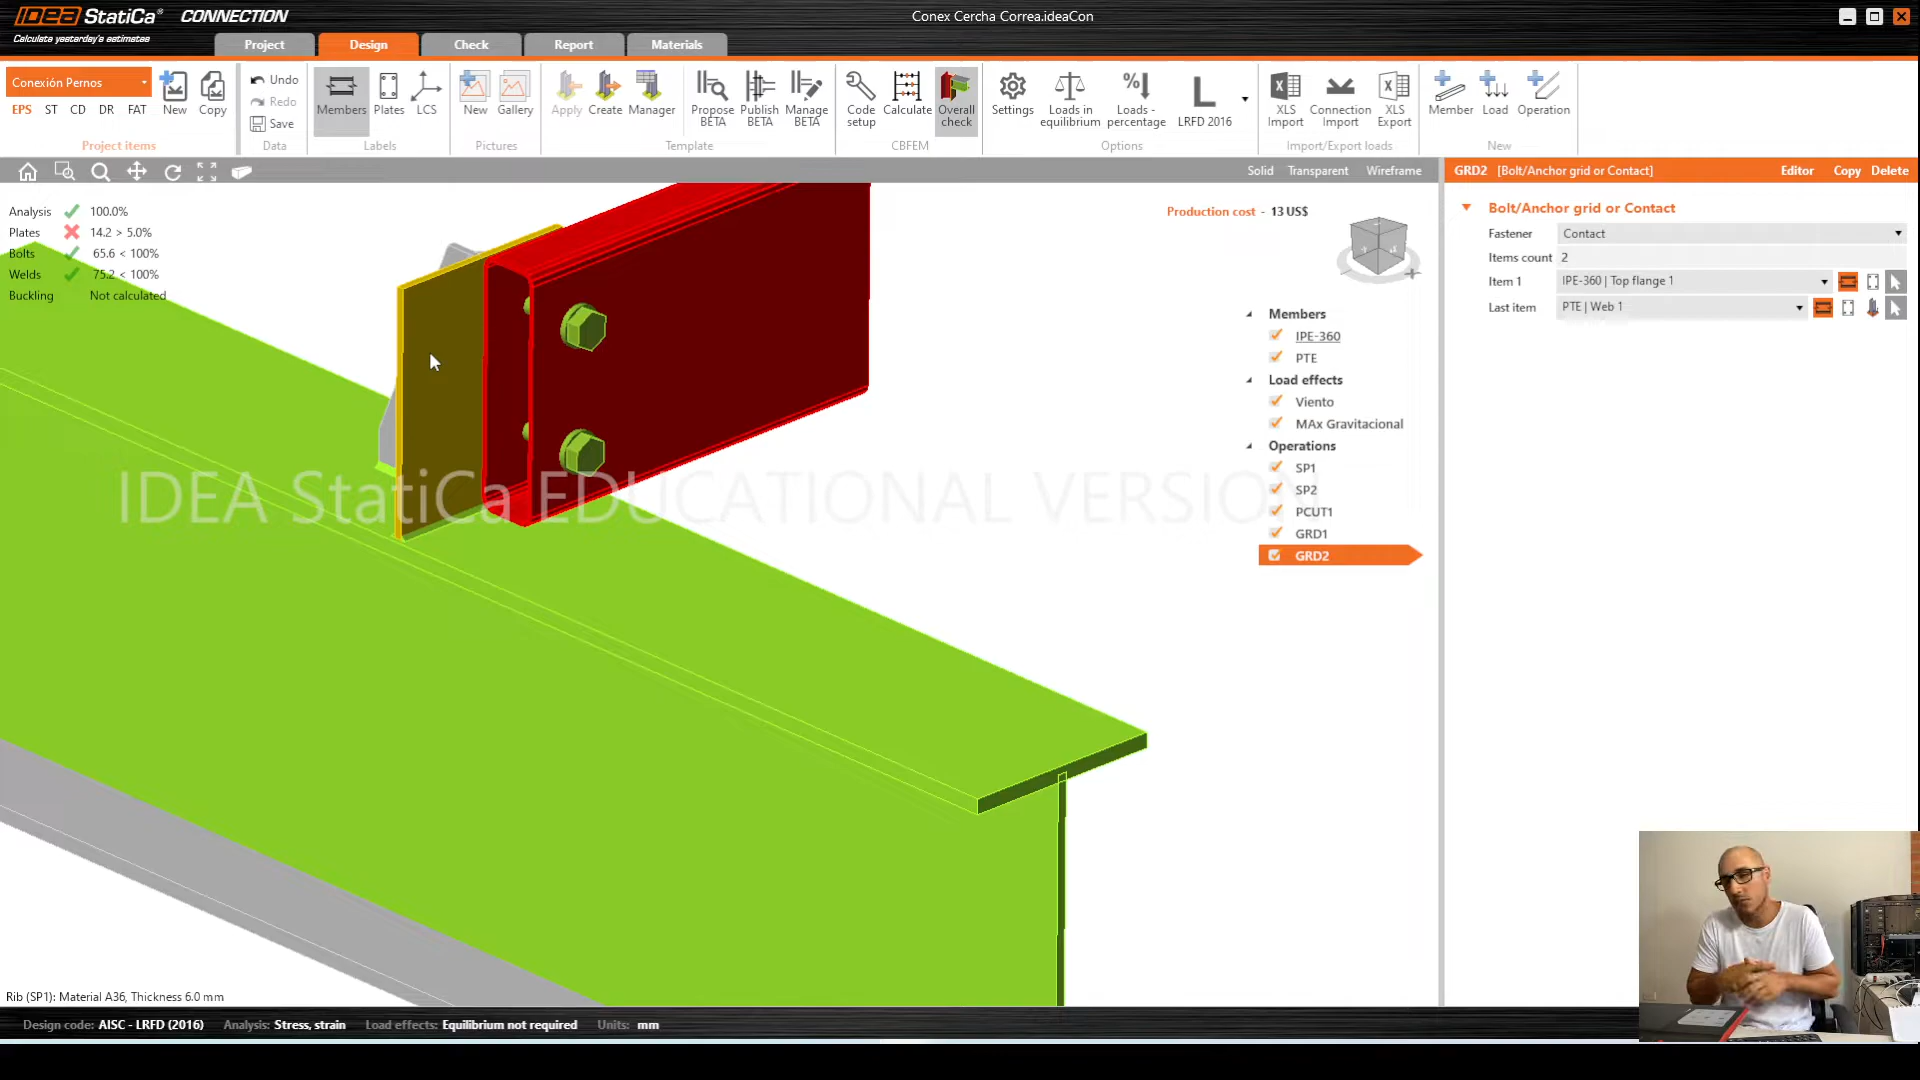 IDEA StatiCa® CONNECTION
Calculate yesterday's estimates
Conex Cercha Correa.ideaCon
Project Design Check Report Materials
Conexión Pernos
EPS ST CD DR FAT
New Copy
Undo
Redo
Save
Members Plates LCS
New Gallery
Apply Create Manager
Propose BETA Publish BETA Manage BETA
Code setup Calculate Overall check
Settings Loads in equilibrium Loads - percentage LRFD 2016
XLS Import Connection Import XLS Export
Member Load Operation
Project items Data Labels Pictures Template CBFEM Options Import/Export loads New
Solid Transparent Wireframe
GRD2 [Bolt/Anchor grid or Contact] Editor Copy Delete
Analysis 100.0%
Plates 14.2 > 5.0%
Bolts 65.6 < 100%
Welds 75.2 < 100%
Buckling Not calculated
Production cost - 13 US$
Bolt/Anchor grid or Contact
Fastener Contact
Items count 2
Item 1 IPE-360 | Top flange 1
Last item PTE | Web 1
Members
IPE-360
PTE
Load effects
Viento
MAx Gravitacional
Operations
SP1
SP2
PCUT1
GRD1
GRD2
IDEA StatiCa EDUCATIONAL VERSION
Rib (SP1): Material A36, Thickness 6.0 mm
Design code: AISC - LRFD (2016) Analysis: Stress, strain Load effects: Equilibrium not required Units: mm